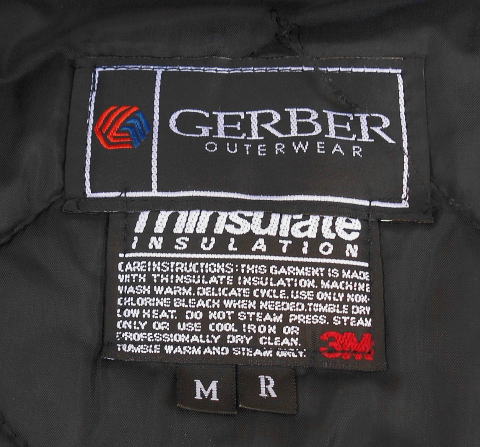 GERBER
OUTERWEAR
Thinsulate
INSULATION
CARE INSTRUCTIONS: THIS GARMENT IS MADE
WITH THINSULATE INSULATION. MACHINE
WASH WARM. DELICATE CYCLE. USE ONLY NON-
CHLORINE BLEACH WHEN NEEDED. TUMBLE DRY
LOW HEAT. DO NOT STEAM PRESS. STEAM
ONLY OR USE COOL IRON OR
PROFESSIONALLY DRY CLEAN.
TUMBLE WARM AND STEAM ONLY.
3M
M R